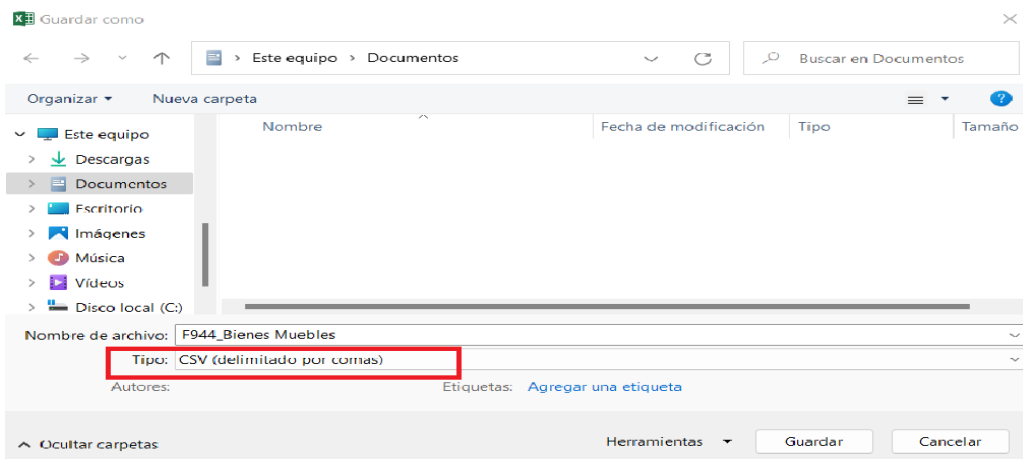 Guardar como
Este equipo > Documentos
Buscar en Documentos
Organizar
Nueva carpeta
Nombre
Fecha de modificación
Tipo
Tamaño
Este equipo
Descargas
Documentos
Escritorio
Imágenes
Música
Vídeos
Disco local (C:)
Nombre de archivo: F944_Bienes Muebles
Tipo: CSV (delimitado por comas)
Autores:
Etiquetas: Agregar una etiqueta
Ocultar carpetas
Herramientas
Guardar
Cancelar